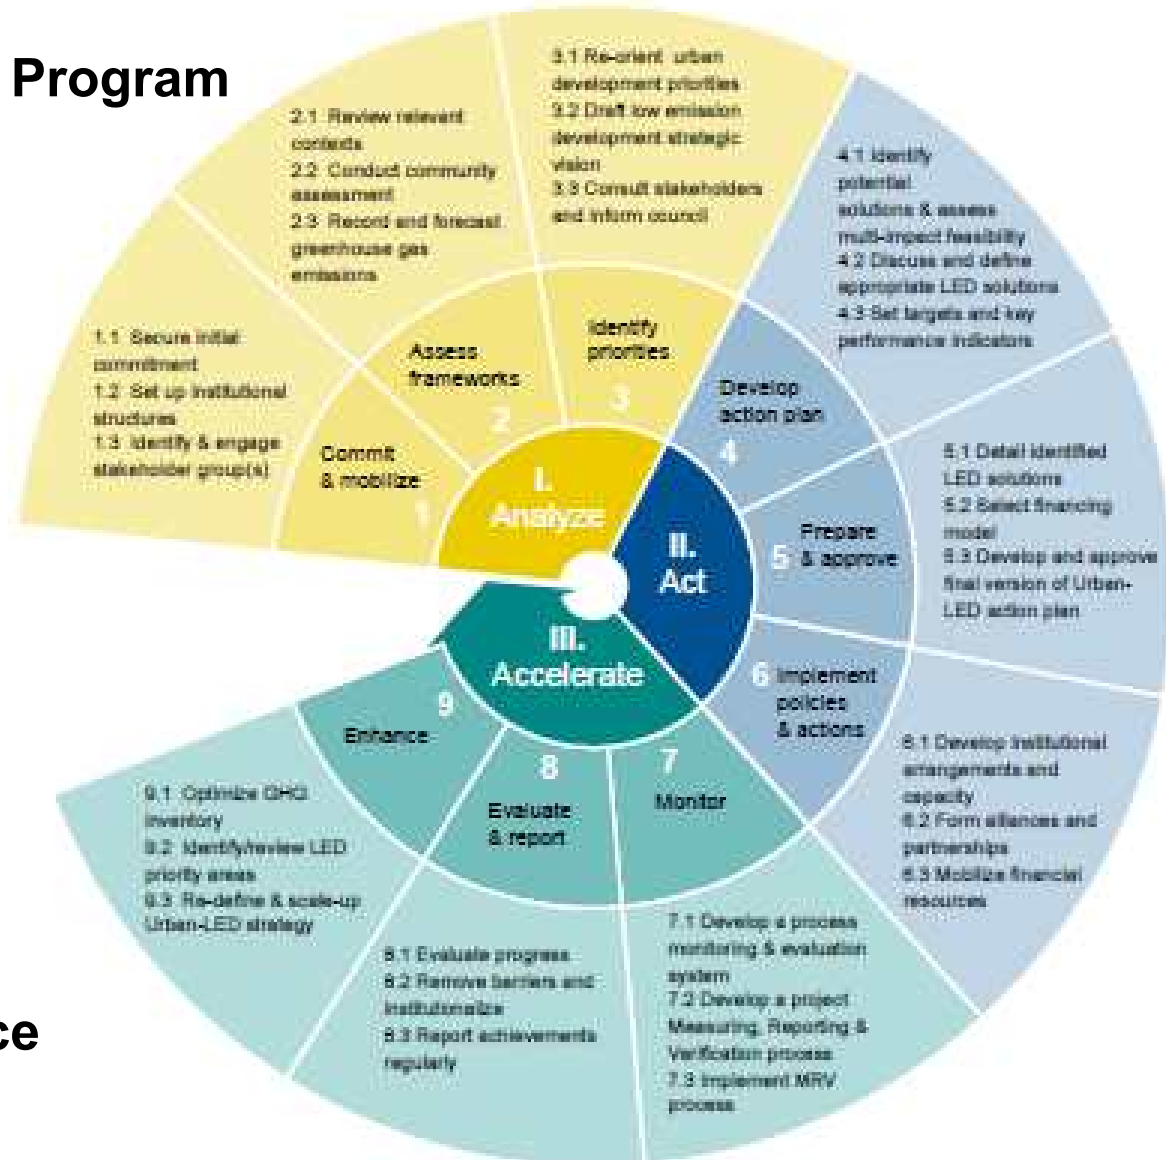 Program
1.1 Secure initial
commitment
1.2 Set up institutional
structures
1.3 Identify & engage
stakeholder group(s)
2.1 Review relevant
contexts
2.2 Conduct community
assessment
2.3 Record and forecast
greenhouse gas
emissions
3.1 Re-orient urban
development priorities
3.2 Draft low emission
development strategic
vision
3.3 Consult stakeholders
and inform council
4.1 Identify
potential
solutions & assess
multi-impact feasibility
4.2 Discuss and define
appropriate LED solutions
4.3 Set targets and key
performance indicators
5.1 Detail identified
LED solutions
5.2 Select financing
model
5.3 Develop and approve
final version of Urban-
LED action plan
6.1 Develop institutional
arrangements and
capacity
6.2 Form alliances and
partnerships
6.3 Mobilize financial
resources
7.1 Develop a process
monitoring & evaluation
system
7.2 Develop a project
Measuring, Reporting &
Verification process
7.3 Implement MRV
process
8.1 Evaluate progress
8.2 Remove barriers and
institutionalize
8.3 Report achievements
regularly
9.1 Optimize GHG
inventory
9.2 Identify/review LED
priority areas
9.3 Re-define & scale-up
Urban-LED strategy
Commit
& mobilize
1
Assess
frameworks
2
Identify
priorities
3
Develop
action plan
4
Prepare
5 & approve
6 Implement
policies
& actions
7
Monitor
8
Evaluate
& report
9
Enhance
I.
Analyze
II.
Act
III.
Accelerate
ce